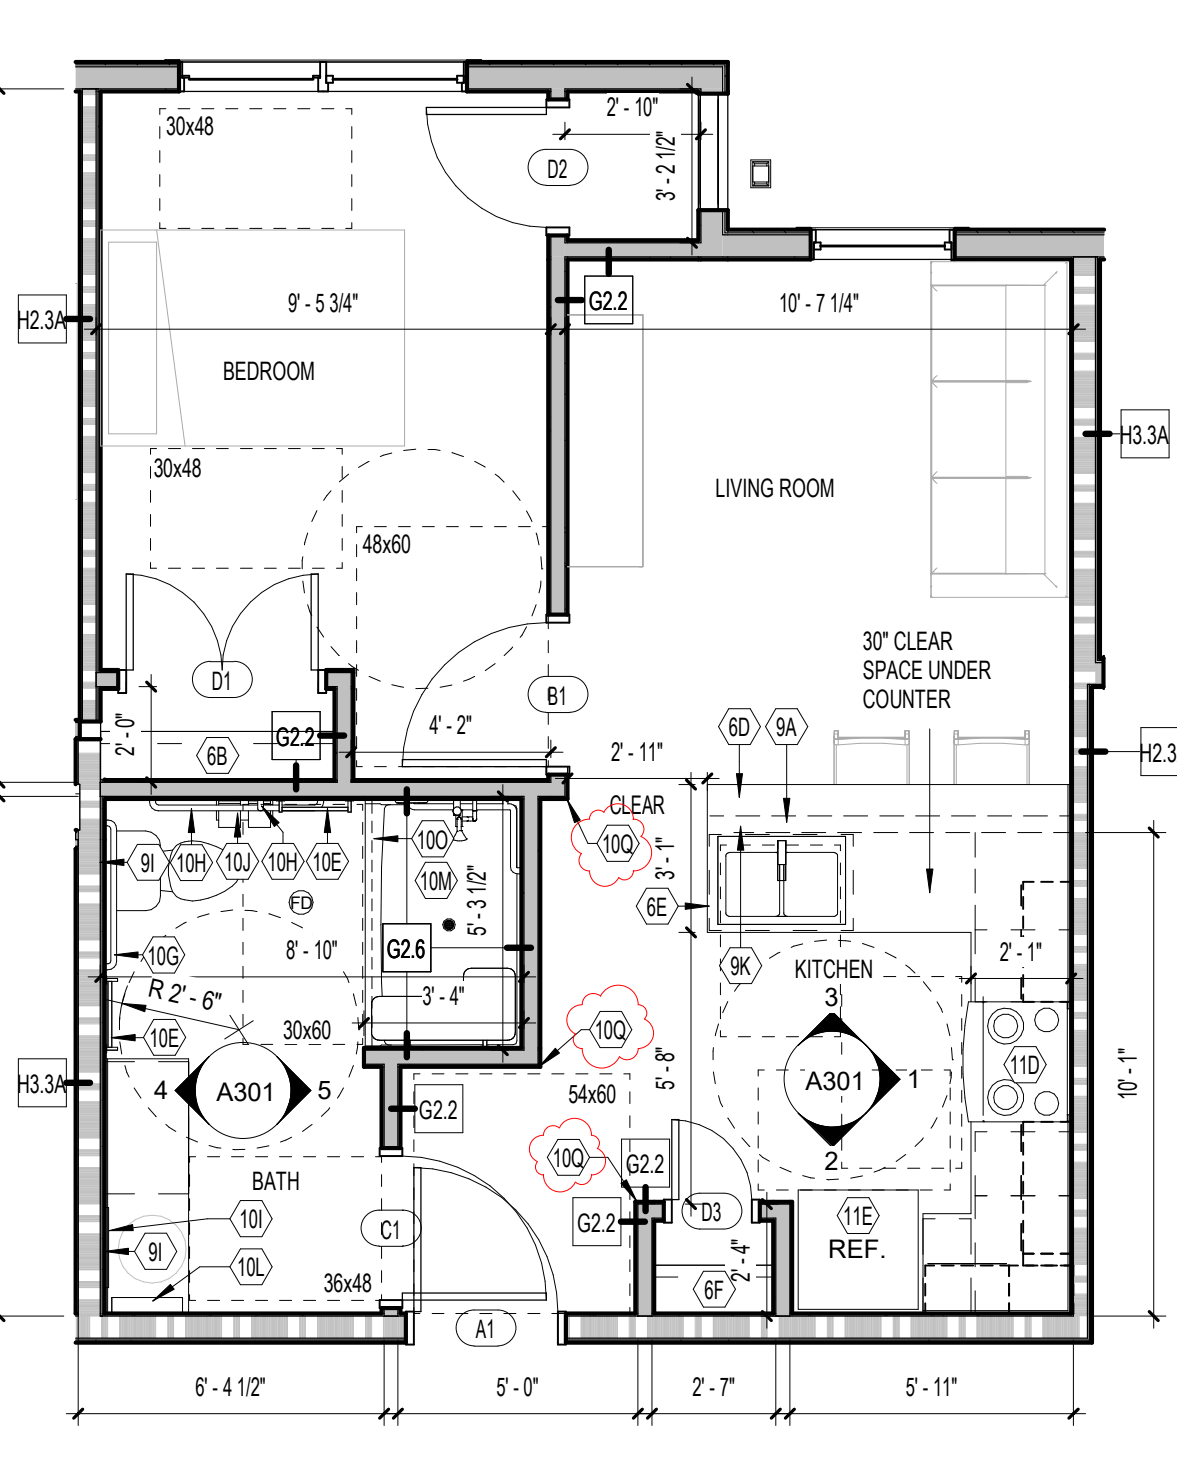 2' - 10"
30x48
3' - 2 1/2"
D2
9' - 5 3/4"
G2.2
10' - 7 1/4"
H2.3A
BEDROOM
H3.3A
30x48
LIVING ROOM
48x60
30" CLEAR
SPACE UNDER
COUNTER
D1
B1
2' - 0"
G2.2
4' - 2"
6D
9A
6B
2' - 11"
H2.3
CLEAR
10O
10Q
9I
10H
10J
10H
10E
10M
3' - 1"
FD
5' - 3 1/2"
6E
10G
8' - 10"
G2.6
9K
KITCHEN
2' - 1"
R 2' - 6"
3' - 4"
3
10E
30x60
10Q
5' - 8"
11D
10' - 1"
H3.3A
4
A301
5
A301
1
G2.2
54x60
10Q
G2.2
2
BATH
10I
C1
G2.2
D3
11E
REF.
9I
10L
36x48
2' - 4"
6F
A1
6' - 4 1/2"
5' - 0"
2' - 7"
5' - 11"